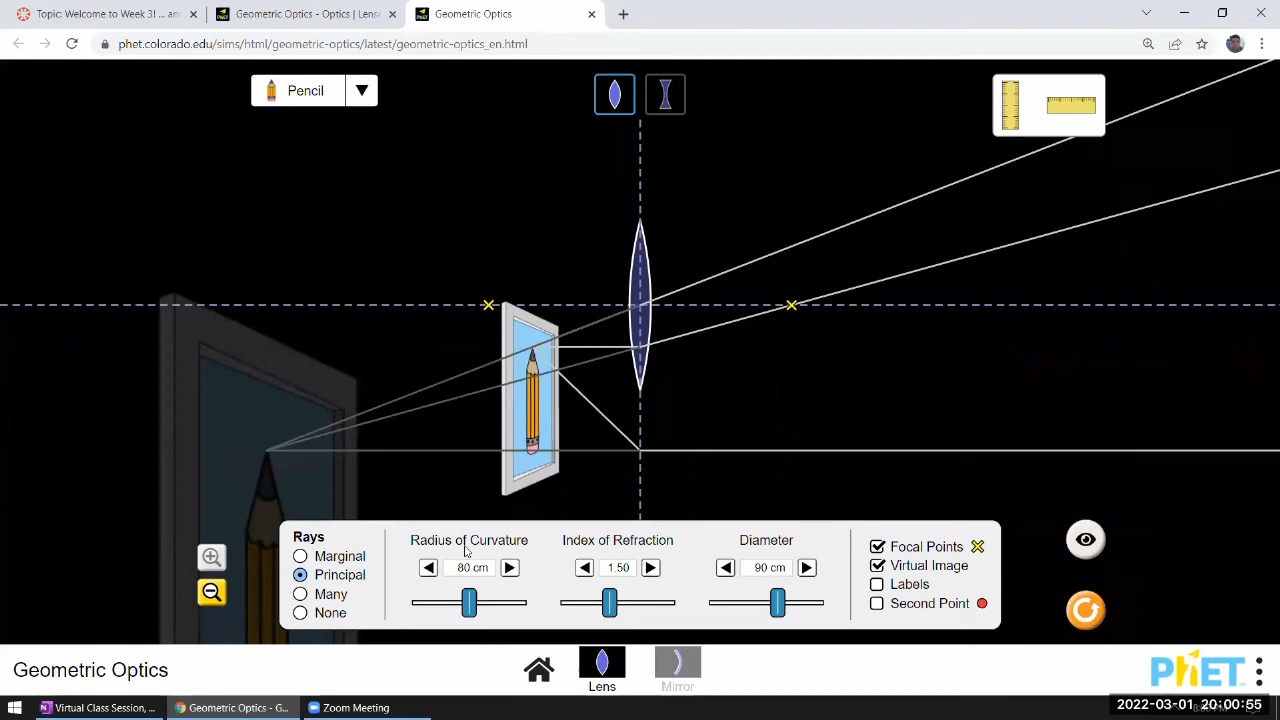 Topic: Welcome to Week 3! ... and
Geometric Optics - Optics | Lense
Geometric Optics
phet.colorado.edu/sims/html/geometric-optics/latest/geometric-optics_en.html
Pencil
Rays
Marginal
Principal
Many
None
Radius of Curvature
80 cm
Index of Refraction
1.50
Diameter
90 cm
Focal Points
Virtual Image
Labels
Second Point
Geometric Optics
Lens
Mirror
PhET
Virtual Class Session, ...
Geometric Optics - G...
Zoom Meeting
2022-03-01 20:00:55